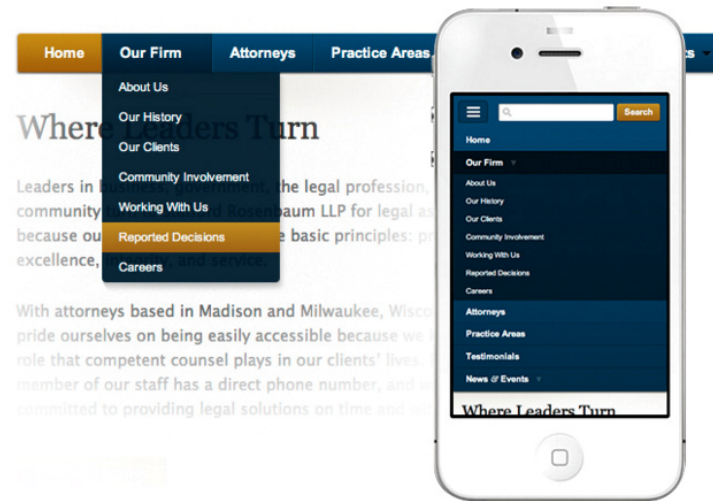 Home Our Firm Attorneys Practice Areas
About Us
Our History
Our Clients
Community Involvement
Working With Us
Reported Decisions
Careers
Where Leaders Turn
Leaders in business, government, the legal profession,
community Rosenbaum LLP for legal
because ou basic principles:
excellence, integrity, and service.
With attorneys based in Madison and Milwaukee,
pride ourselves on being easily accessible because we
role that competent counsel plays in our clients' lives.
member of our staff has a direct phone number, and
committed to providing legal solutions on time and
Search
Home
Our Firm
About Us
Our History
Our Clients
Community Involvement
Working With Us
Reported Decisions
Careers
Attorneys
Practice Areas
Testimonials
News & Events
Where Leaders Turn